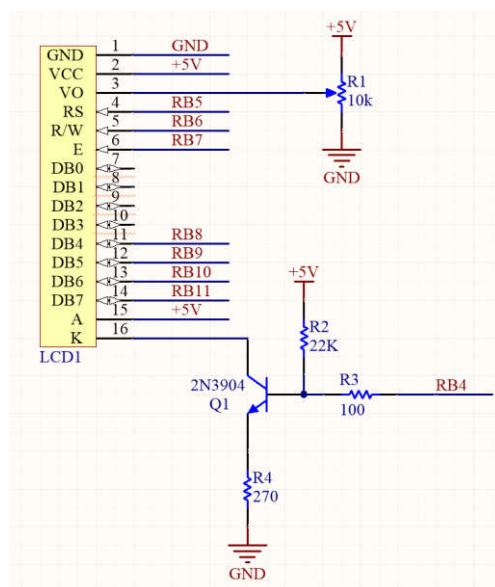 +5V
GND 1 GND
VCC 2 +5V
VO 3
R1
10k
RS 4 RB5
R/W 5 RB6
E 6 RB7
GND
DB0 7
DB1 8
DB2 9
DB3 10
DB4 11 RB8
DB5 12 RB9
DB6 13 RB10
DB7 14 RB11
A 15 +5V
K 16
LCD1
+5V
R2
22K
2N3904
Q1
R3
100
RB4
R4
270
GND